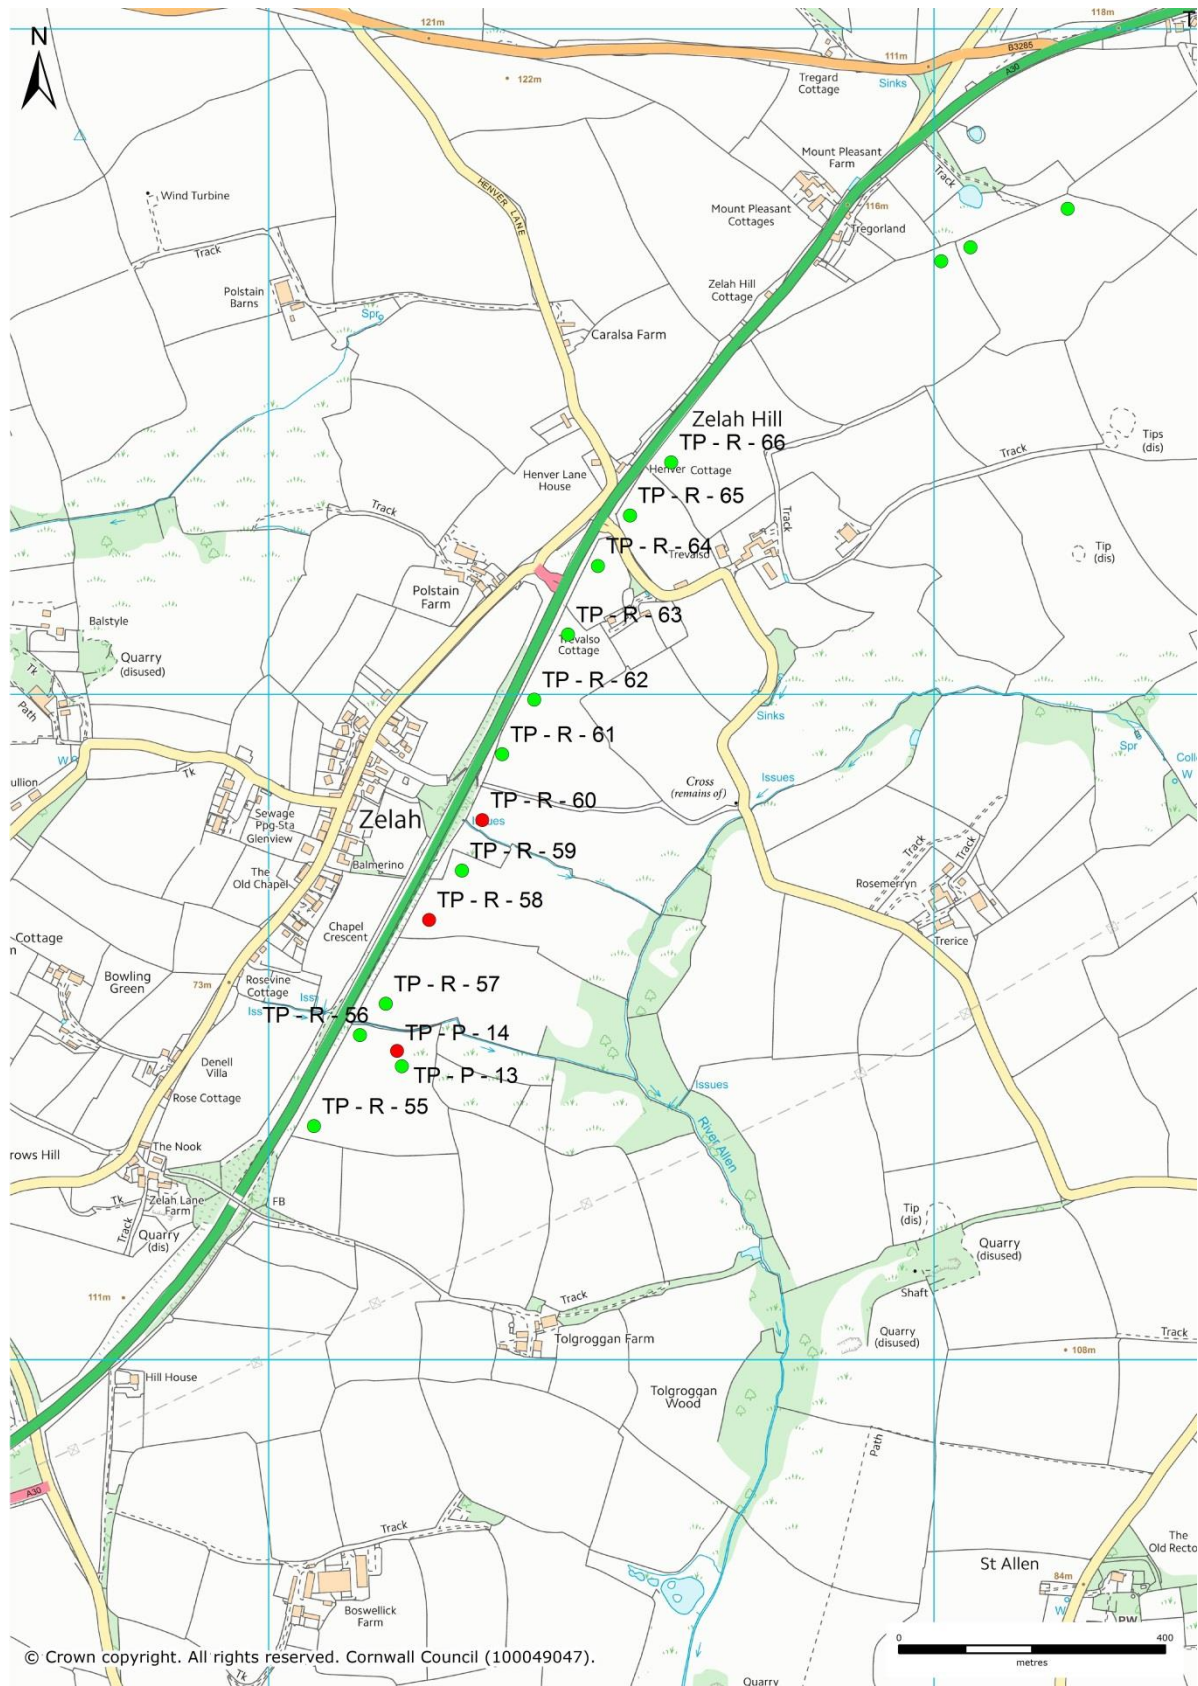 N
121m
118m
T
B3285
111m
A30
122m
Tregard
Cottage
Sinks
Mount Pleasant
Farm
Track
Wind Turbine
HENVER LANE
116m
Mount Pleasant
Cottages
Tregorland
Track
Polstain
Barns
Zelah Hill
Cottage
Spr
Caralsa Farm
Zelah Hill
Tips
(dis)
TP - R - 66
Track
Henver Lane
House
Henver Cottage
TP - R - 65
Track
Track
TP - R - 64
Trevalso
Tip
(dis)
Polstain
Farm
TP - R - 63
Trevalso
Cottage
Balstyle
Quarry
(disused)
Tk
Path
TP - R - 62
Sinks
TP - R - 61
Spr
Colle
W
W
Tk
ullion
Cross
(remains of)
Issues
TP - R - 60
Issues
Zelah
Sewage
Ppg-Sta
Glenview
Track
Track
TP - R - 59
Balmerino
The
Old Chapel
Rosemerryn
TP - R - 58
Chapel
Crescent
Trerice
Cottage
m
Bowling
Green
73m
Rosevine
Cottage
Iss
Iss
TP - R - 57
TP - R - 56
TP - P - 14
Denell
Villa
TP - P - 13
Issues
Rose Cottage
River Allen
TP - R - 55
The Nook
rows Hill
Tk
Zelah Lane
Farm
FB
Track
Quarry
(dis)
Tip
(dis)
Quarry
(disused)
111m
Track
Shaft
Tolgroggan Farm
Quarry
(disused)
Track
108m
Hill House
Tolgroggan
Wood
Path
A30
Track
St Allen
The
Old Recto
84m
W
PW
Boswellick
Farm
0
400
metres
© Crown copyright. All rights reserved. Cornwall Council (100049047).
Tk
Quarry